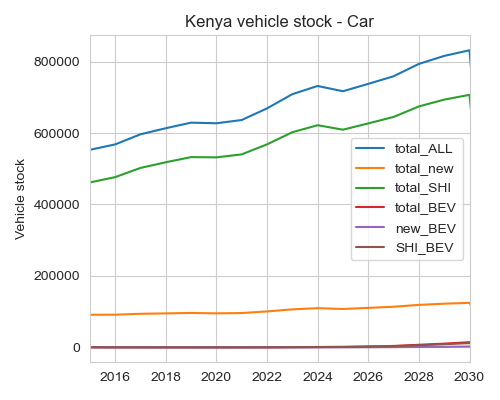 Kenya vehicle stock - Car
Vehicle stock
800000
600000
400000
200000
0
total_ALL
total_new
total_SHI
total_BEV
new_BEV
SHI_BEV
2016 2018 2020 2022 2024 2026 2028 2030